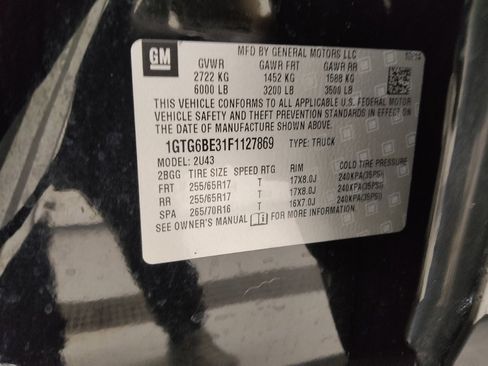 GM
MFD BY GENERAL MOTORS LLC
GVWR GAWR FRT GAWR RR
2722 KG 1452 KG 1588 KG
6000 LB 3200 LB 3500 LB
THIS VEHICLE CONFORMS TO ALL APPLICABLE U.S. FEDERAL MOTOR
VEHICLE SAFETY AND THEFT PREVENTION STANDARDS IN EFFECT ON
THE DATE OF MANUFACTURE SHOWN ABOVE.
1GTG6BE31F1127869 TYPE: TRUCK
MODEL: 2U43
2BGG TIRE SIZE SPEED RTG RIM COLD TIRE PRESSURE
FRT 255/65R17 T 17X8.0J 240KPA(35PSI)
RR 255/65R17 T 17X8.0J 240KPA(35PSI)
SPA 265/70R16 T 16X7.0J 240KPA(35PSI)
SEE OWNER'S MANUAL FOR MORE INFORMATION.